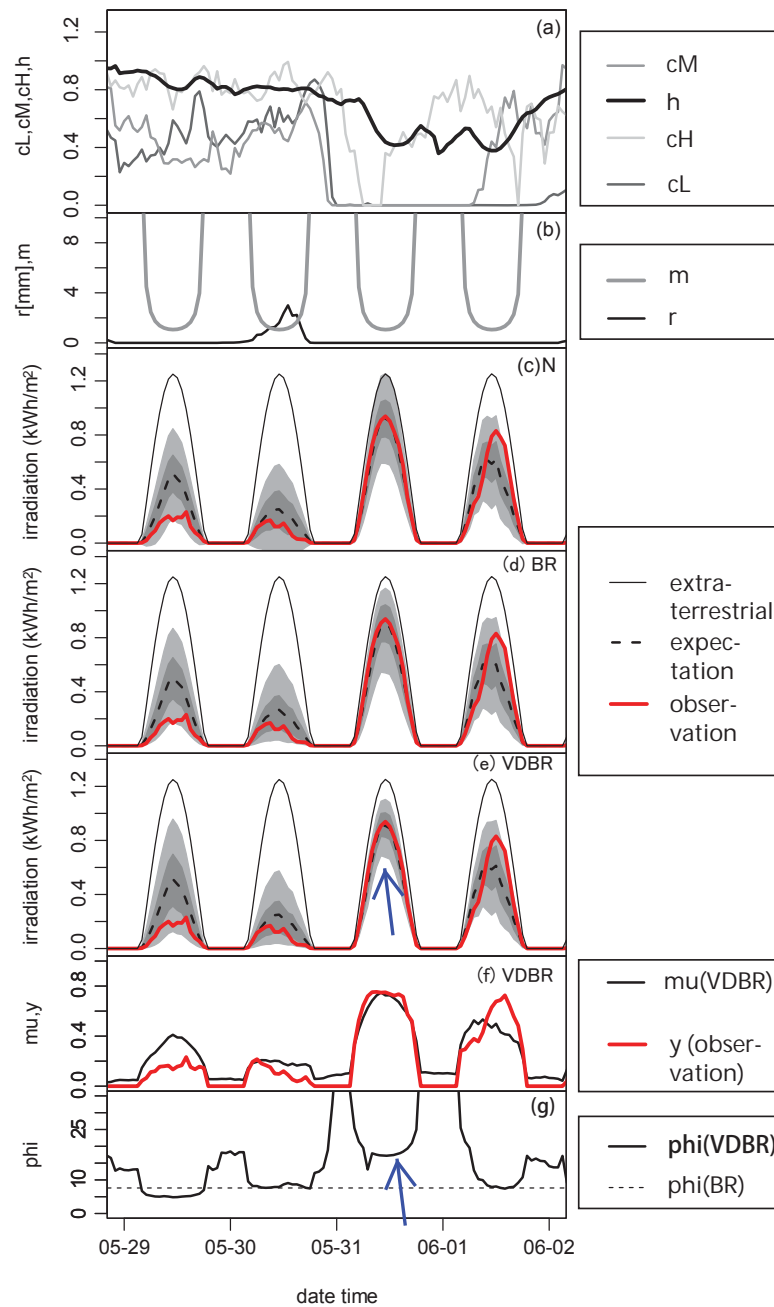 (a)
1.2
0.8
0.4
0.0
cL,cM,cH,h
cM
h
cH
cL
(b)
8
4
0
r[mm],m
m
r
(c)N
1.2
0.8
0.4
0.0
irradiation (kWh/m²)
(d) BR
1.2
0.8
0.4
0.0
irradiation (kWh/m²)
extra-
terrestrial
expec-
tation
obser-
vation
(e) VDBR
1.2
0.8
0.4
0.0
irradiation (kWh/m²)
(f) VDBR
0.8
0.4
0.0
mu,y
mu(VDBR)
y (obser-
vation)
(g)
25
10
0
phi
phi(VDBR)
phi(BR)
05-29
05-30
05-31
06-01
06-02
date time